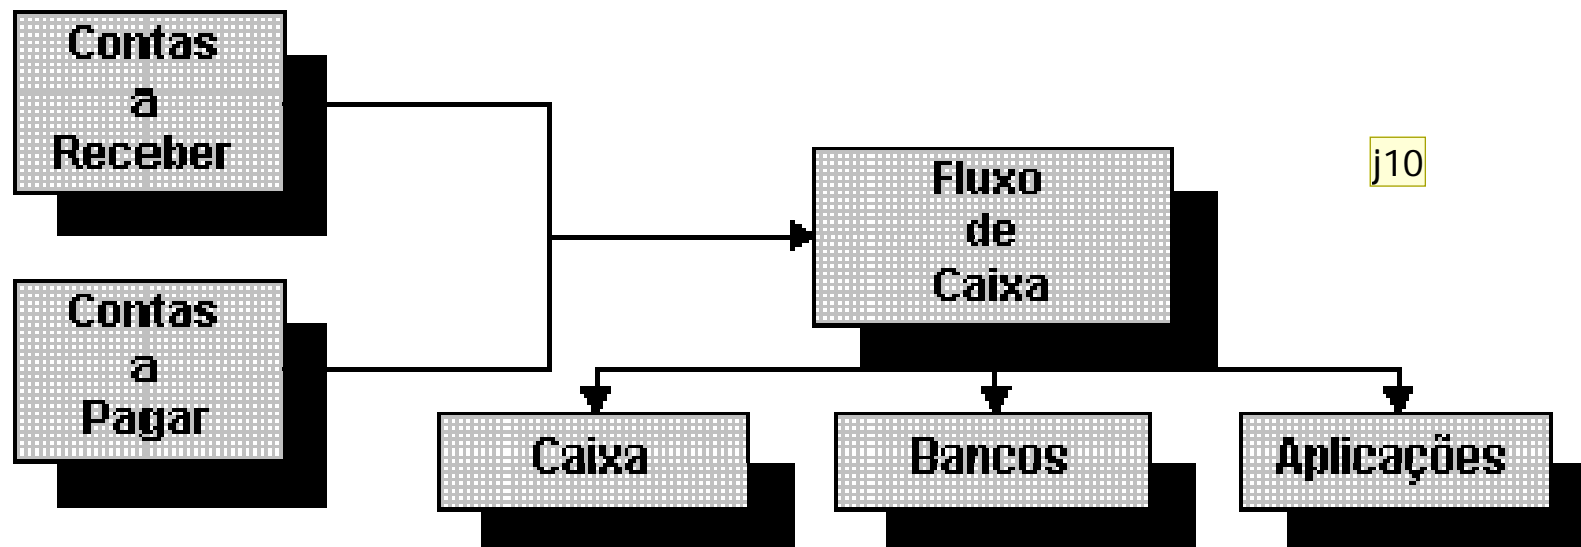 Contas
a
Receber
Fluxo
de
Caixa
j10
Contas
a
Pagar
Caixa
Bancos
Aplicações